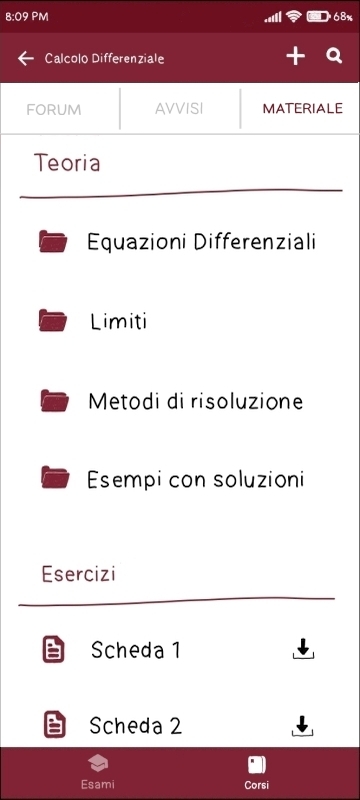 8:09 PM 68%
Calcolo Differenziale
FORUM AVVISI MATERIALE
Teoria
Equazioni Differenziali
Limiti
Metodi di risoluzione
Esempi con soluzioni
Esercizi
Scheda 1
Scheda 2
Esami Corsi